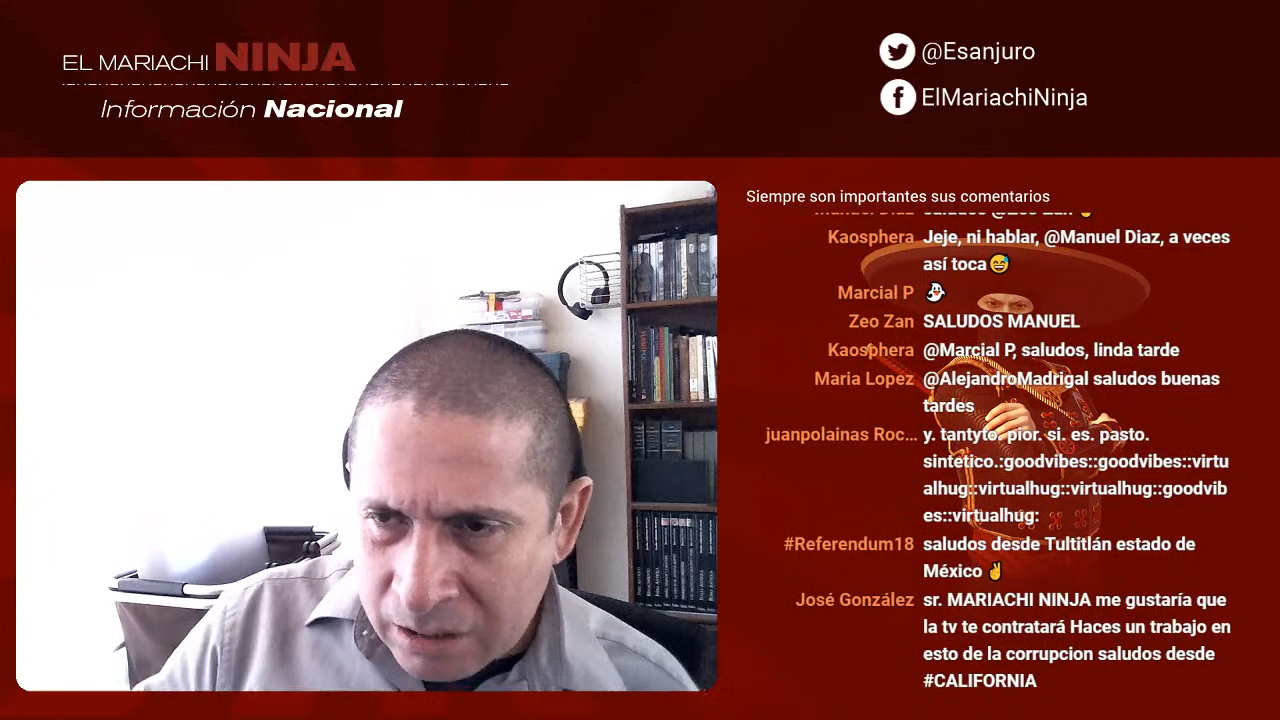 EL MARIACHI NINJA
Información Nacional
@Esanjuro
ElMariachiNinja
Siempre son importantes sus comentarios
Kaosphera Jeje, ni hablar, @Manuel Diaz, a veces
así toca😅
Marcial P 👻
Zeo Zan SALUDOS MANUEL
Kaosphera @Marcial P, saludos, linda tarde
Maria Lopez @AlejandroMadrigal saludos buenas
tardes
juanpolainas Roc... y. tantyto. pior. si. es. pasto.
sintetico.:goodvibes::goodvibes::virtu
alhug::virtualhug::virtualhug::goodvib
es::virtualhug:
#Referendum18 saludos desde Tultitlán estado de
México ✌
José González sr. MARIACHI NINJA me gustaría que
la tv te contratará Haces un trabajo en
esto de la corrupcion saludos desde
#CALIFORNIA